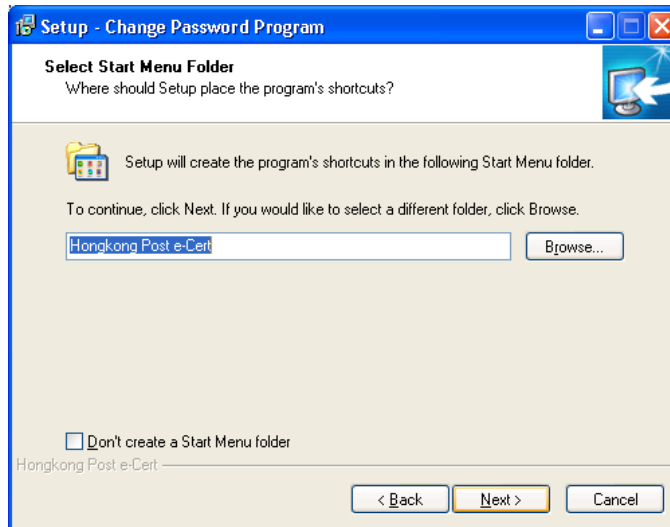 Setup - Change Password Program
Select Start Menu Folder
Where should Setup place the program's shortcuts?
Setup will create the program's shortcuts in the following Start Menu folder.
To continue, click Next. If you would like to select a different folder, click Browse.
Hongkong Post e-Cert
Browse...
Don't create a Start Menu folder
Hongkong Post e-Cert
< Back
Next >
Cancel